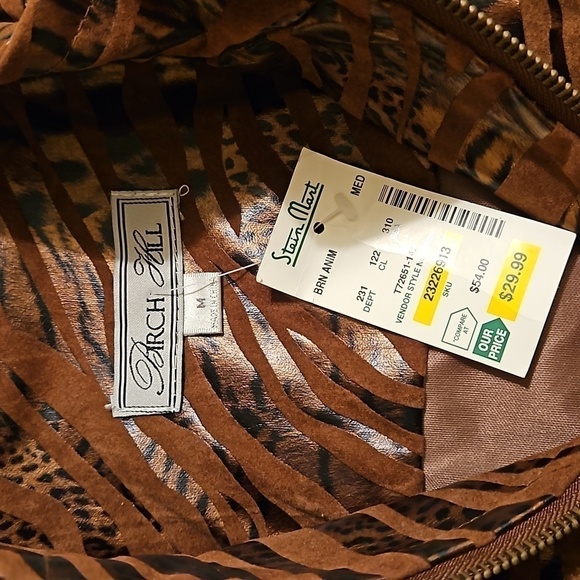 BIRCH HILL
M
Stein Mart
BRN ANIM
MED
231
122
310
DEPT
CL
VENDOR STYLE
23226913
SKU
$54.00
$29.99
"COMPARE
AT
OUR
PRICE